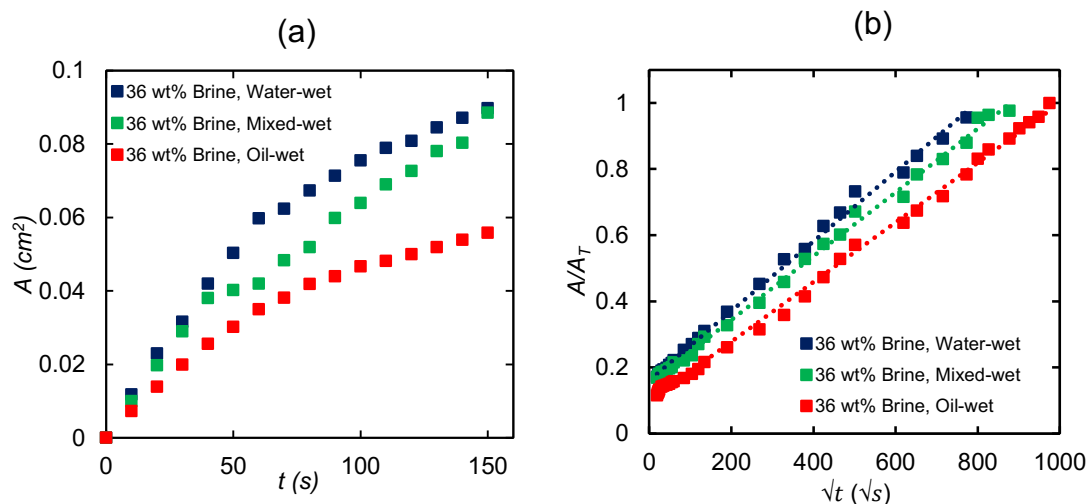 (a)
0.1
0.08
0.06
0.04
0.02
0
A (cm²)
36 wt% Brine, Water-wet
36 wt% Brine, Mixed-wet
36 wt% Brine, Oil-wet
0 50 100 150
t (s)
(b)
1
0.8
0.6
0.4
0.2
0
A/A_T
36 wt% Brine, Water-wet
36 wt% Brine, Mixed-wet
36 wt% Brine, Oil-wet
0 200 400 600 800 1000
√t (√s)